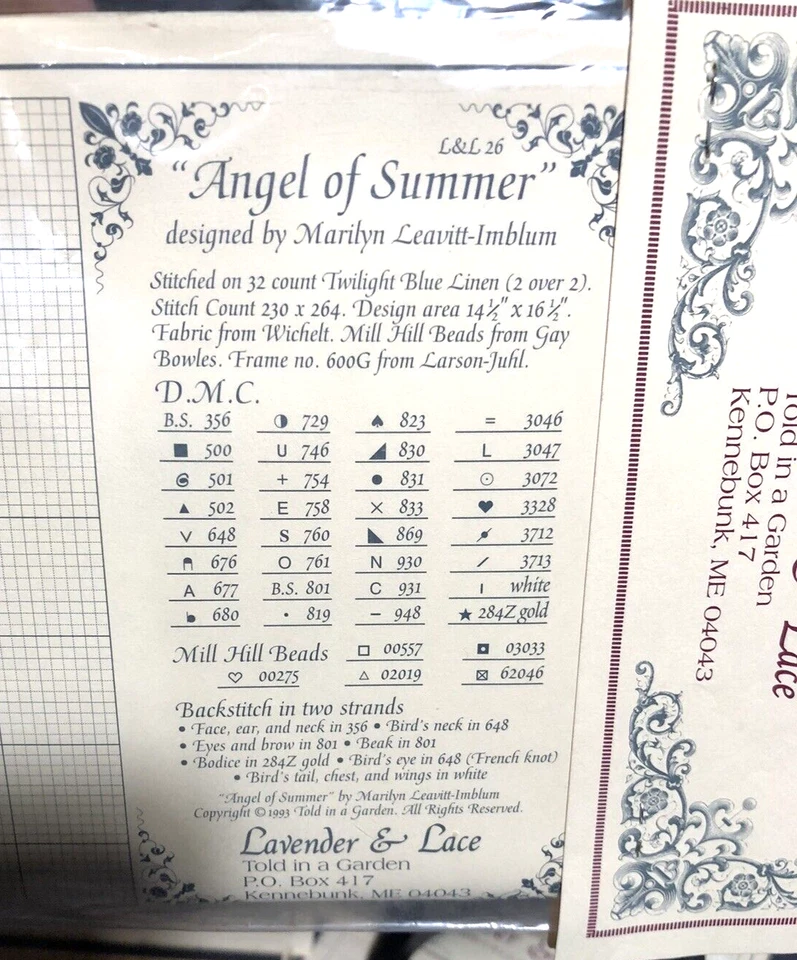 L&L 26
"Angel of Summer"
designed by Marilyn Leavitt-Imblum
Stitched on 32 count Twilight Blue Linen (2 over 2).
Stitch Count 230 x 264. Design area 14½" x 16½".
Fabric from Wichelt. Mill Hill Beads from Gay
Bowles. Frame no. 600G from Larson-Juhl.
D.M.C.
B.S. 356 ◑ 729 ♠ 823 = 3046
■ 500 U 746 ◢ 830 L 3047
501 + 754 ● 831 ⊙ 3072
▲ 502 E 758 × 833 ♥ 3328
V 648 S 760 ◣ 869 3712
676 O 761 N 930 / 3713
A 677 B.S. 801 C 931 ı white
680 • 819 − 948 ★ 284Z gold
Mill Hill Beads □ 00557 ◘ 03033
♡ 00275 △ 02019 ⊠ 62046
Backstitch in two strands
• Face, ear, and neck in 356 • Bird's neck in 648
• Eyes and brow in 801 • Beak in 801
• Bodice in 284Z gold • Bird's eye in 648 (French knot)
• Bird's tail, chest, and wings in white
"Angel of Summer" by Marilyn Leavitt-Imblum
Copyright © 1993 Told in a Garden. All Rights Reserved.
Lavender & Lace
Told in a Garden
P.O. Box 417
Kennebunk, ME 04043
Lace
Told in a Garden
P.O. Box 417
Kennebunk, ME 04043